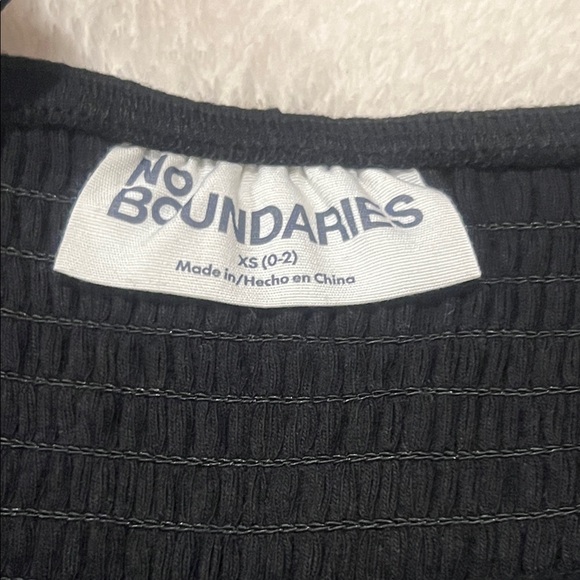 NO
BOUNDARIES
XS (0-2)
Made in/Hecho en China